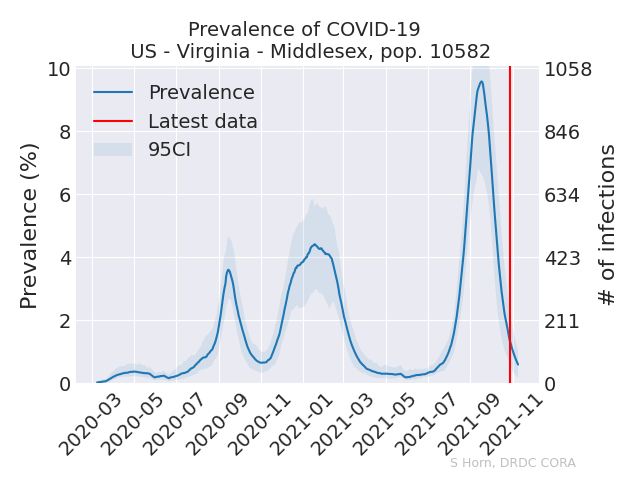 Prevalence of COVID-19
US - Virginia - Middlesex, pop. 10582
Prevalence (%)
10
8
6
4
2
0
Prevalence
Latest data
95CI
1058
846
634
423
211
0
# of infections
2020-03
2020-05
2020-07
2020-09
2020-11
2021-01
2021-03
2021-05
2021-07
2021-09
2021-11
S Horn, DRDC CORA